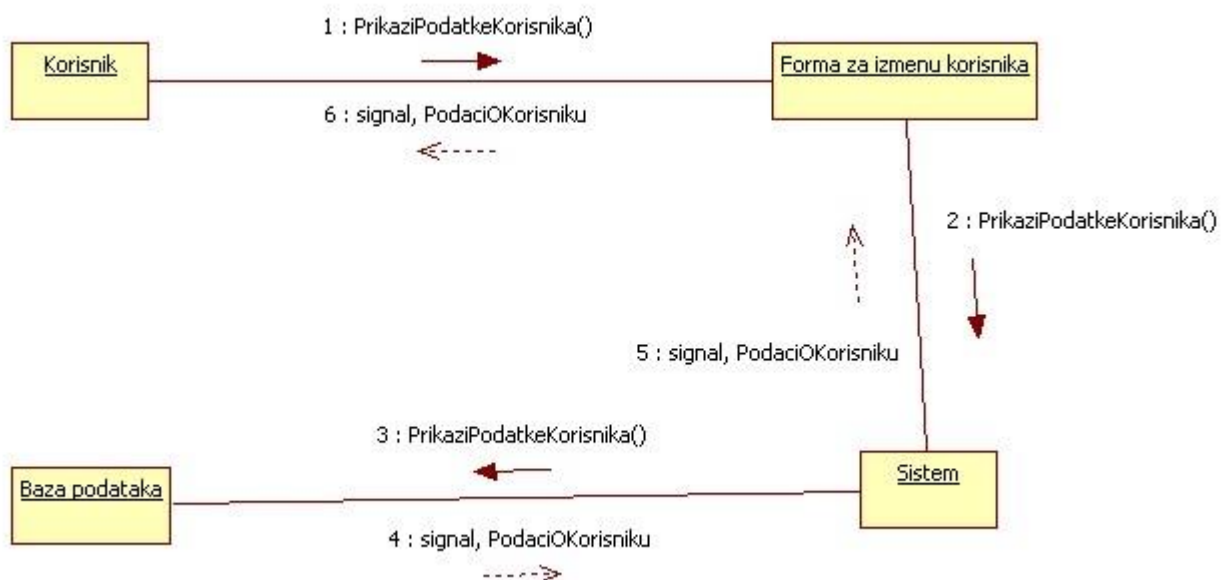 1 : PrikaziPodatkeKorisnika()
Korisnik
Forma za izmenu korisnika
6 : signal, PodaciOKorisniku
2 : PrikaziPodatkeKorisnika()
5 : signal, PodaciOKorisniku
3 : PrikaziPodatkeKorisnika()
Baza podataka
Sistem
4 : signal, PodaciOKorisniku